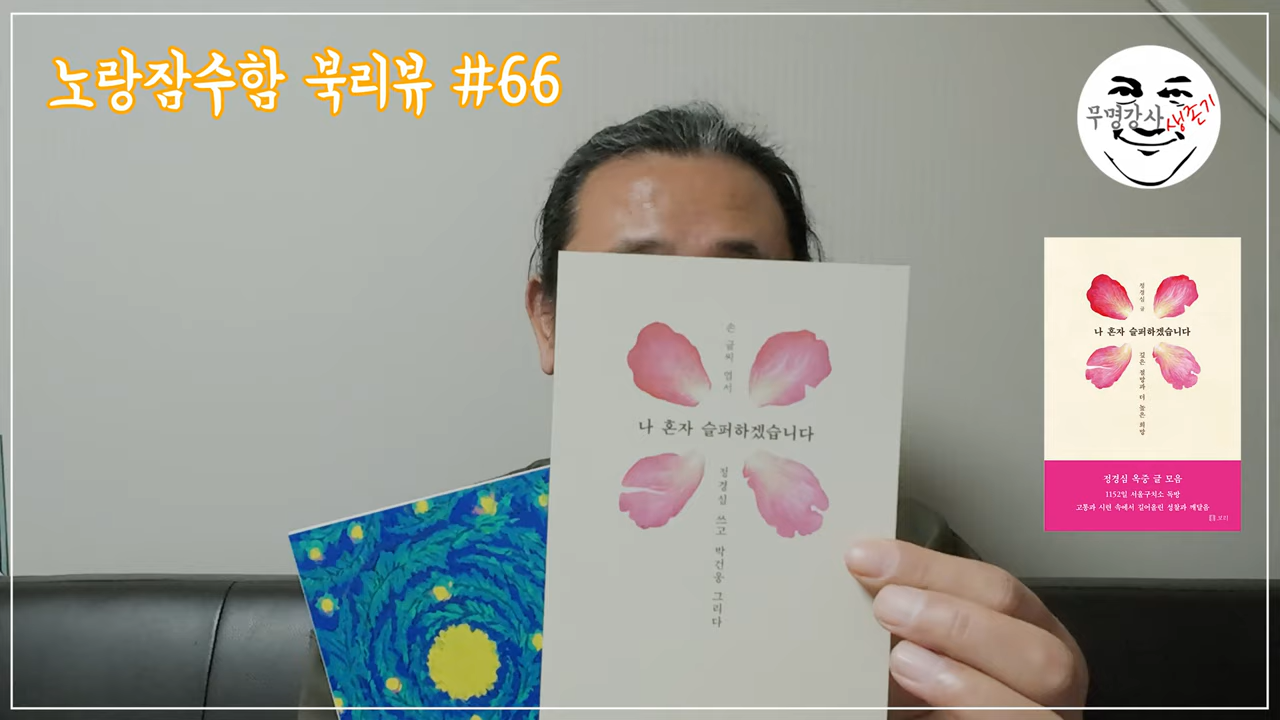 노랑잠수함 북리뷰 #66
무명강사 생존기
손 글씨 엽서
나 혼자 슬퍼하겠습니다
정경심 쓰고 박건웅 그리다
정경심 글
나 혼자 슬퍼하겠습니다
깊은 절망과 더 높은 희망
정경심 옥중 글 모음
1152일 서울구치소 독방
고통과 시련 속에서 길어올린 성찰과 깨달음
보리